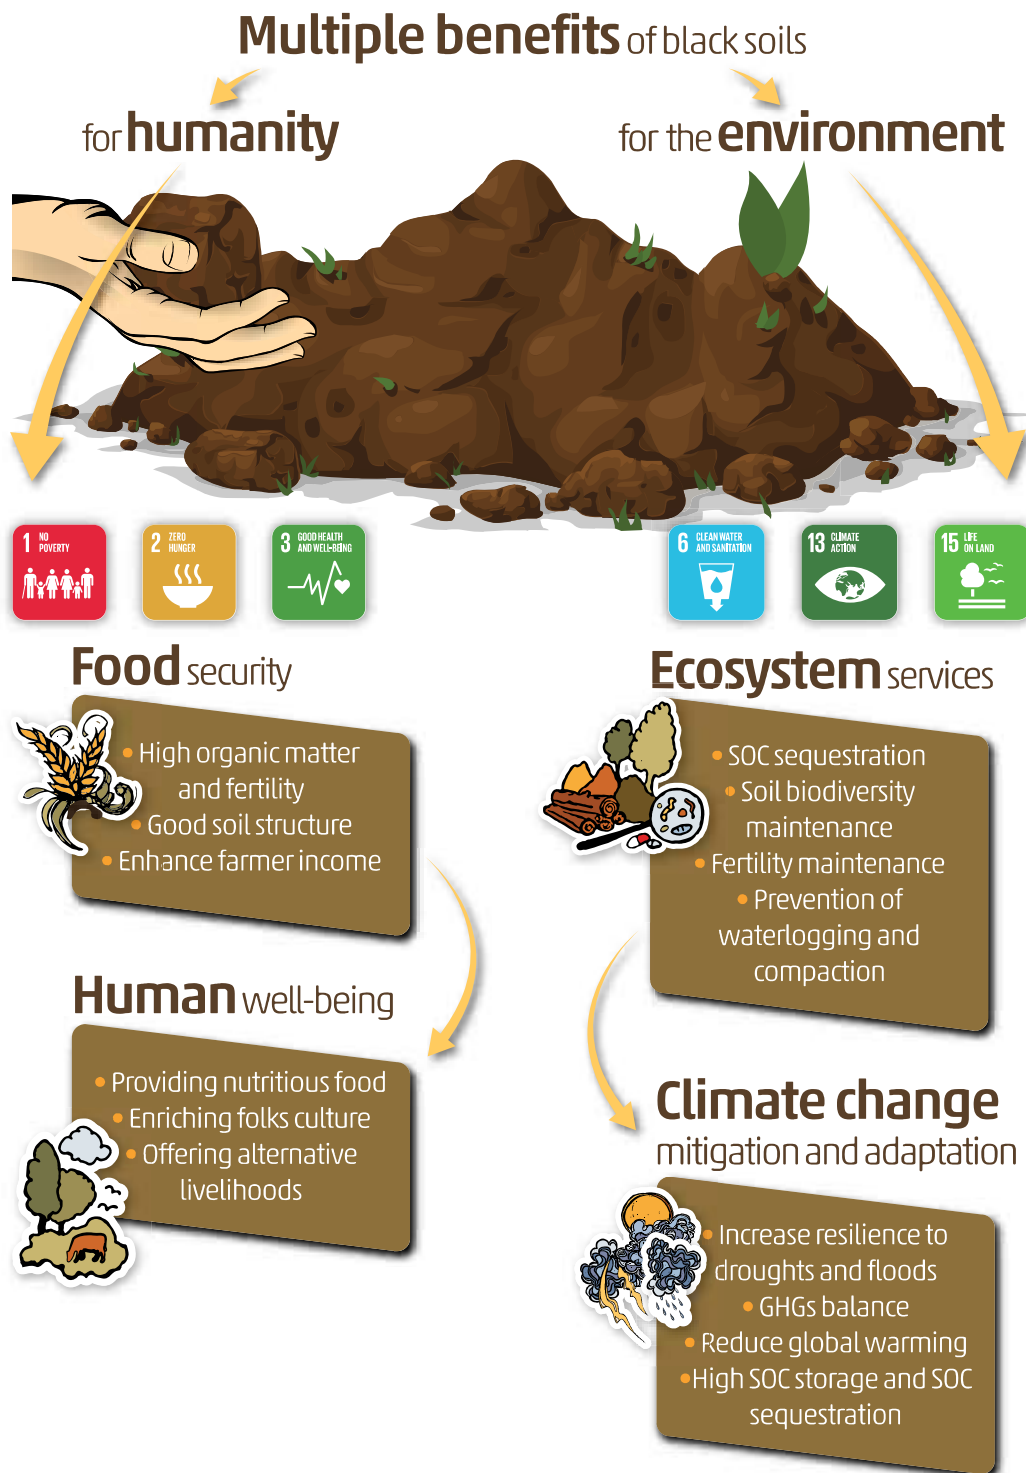 Multiple benefits of black soils
for humanity
for the environment
1 NO
POVERTY
2 ZERO
HUNGER
3 GOOD HEALTH
AND WELL-BEING
6 CLEAN WATER
AND SANITATION
13 CLIMATE
ACTION
15 LIFE
ON LAND
Food security
• High organic matter
and fertility
• Good soil structure
• Enhance farmer income
Human well-being
• Providing nutritious food
• Enriching folks culture
• Offering alternative
livelihoods
Ecosystem services
• SOC sequestration
• Soil biodiversity
maintenance
• Fertility maintenance
• Prevention of
waterlogging and
compaction
Climate change
mitigation and adaptation
• Increase resilience to
droughts and floods
• GHGs balance
• Reduce global warming
• High SOC storage and SOC
sequestration